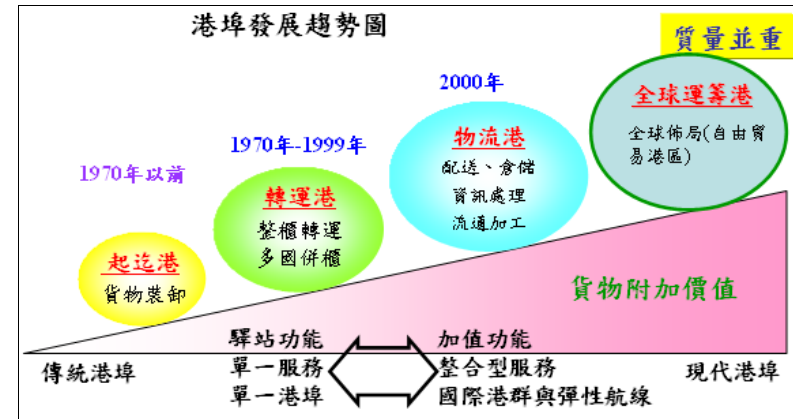 港埠發展趨勢圖
質量並重
1970年以前
起迄港
貨物裝卸
1970年-1999年
轉運港
整櫃轉運
多國併櫃
2000年
物流港
配送、倉儲
資訊處理
流通加工
全球運籌港
全球佈局(自由貿
易港區)
貨物附加價值
傳統港埠
驛站功能
單一服務
單一港埠
加值功能
整合型服務
國際港群與彈性航線
現代港埠